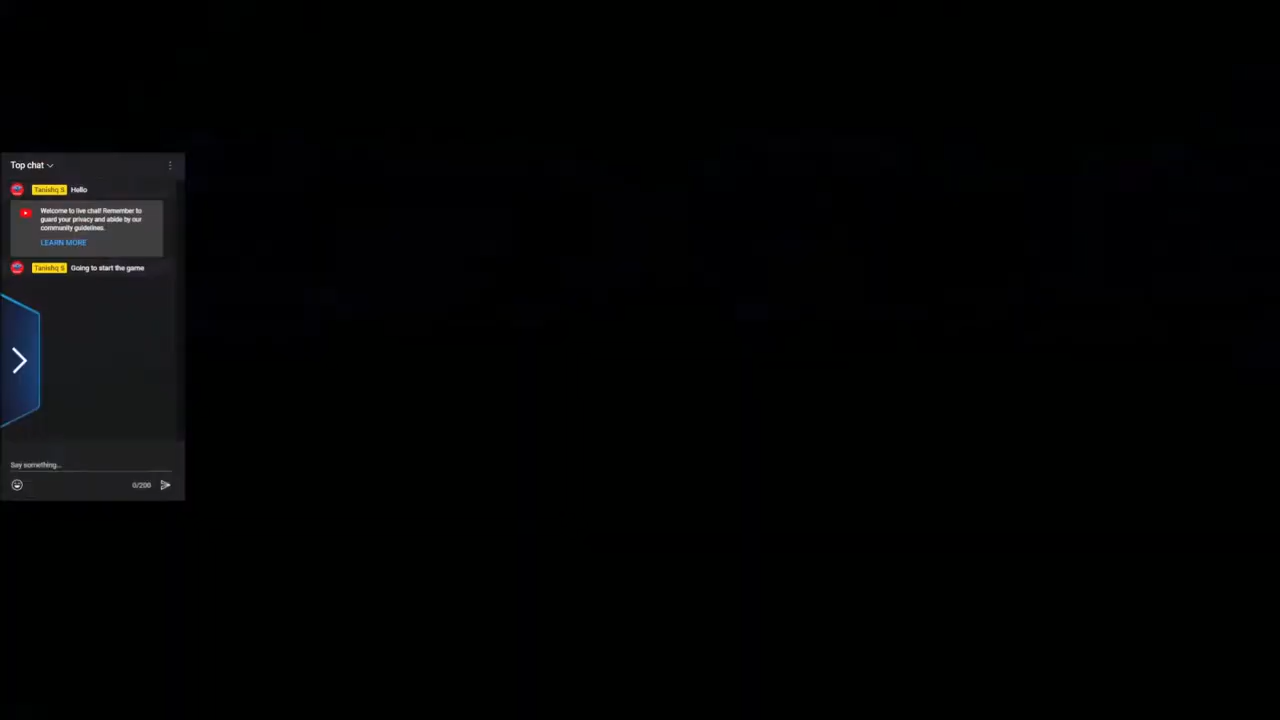 Top chat
Tanishq S Hello
Welcome to live chat! Remember to
guard your privacy and abide by our
community guidelines.
LEARN MORE
Tanishq S Going to start the game
Say something...
0/200